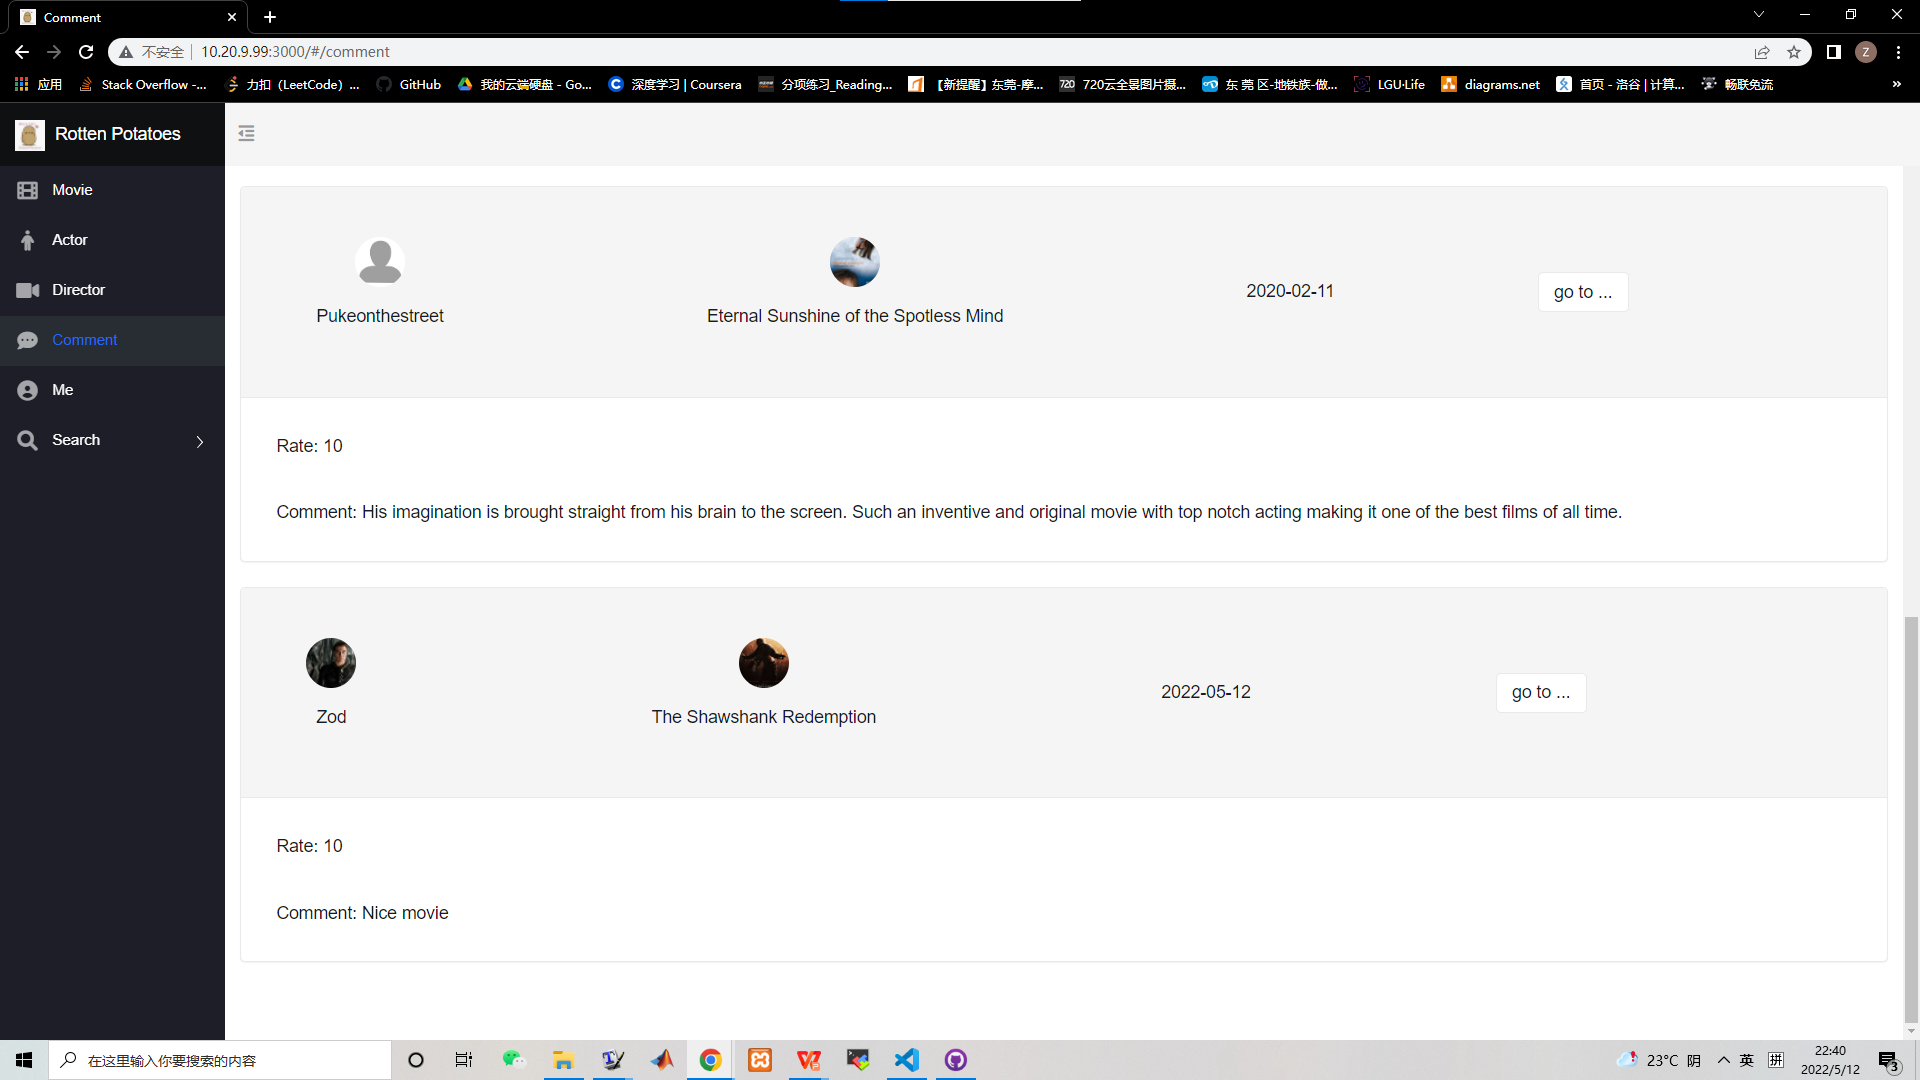 Comment
不安全 10.20.9.99:3000/#/comment
Z
应用 Stack Overflow -... 力扣（LeetCode）... GitHub 我的云端硬盘 - Go... 深度学习 | Coursera 分项练习_Reading... 【新提醒】东莞-摩... 720云全景图片摄... 东 莞 区-地铁族-做... LGU·Life diagrams.net 首页 - 洛谷 | 计算... 畅联免流 »
Rotten Potatoes
Movie
Actor
Director
Comment
Me
Search
Pukeonthestreet
Eternal Sunshine of the Spotless Mind
2020-02-11
go to ...
Rate: 10
Comment: His imagination is brought straight from his brain to the screen. Such an inventive and original movie with top notch acting making it one of the best films of all time.
Zod
The Shawshank Redemption
2022-05-12
go to ...
Rate: 10
Comment: Nice movie
在这里输入你要搜索的内容
23°C 阴
英
拼
22:40
2022/5/12
3